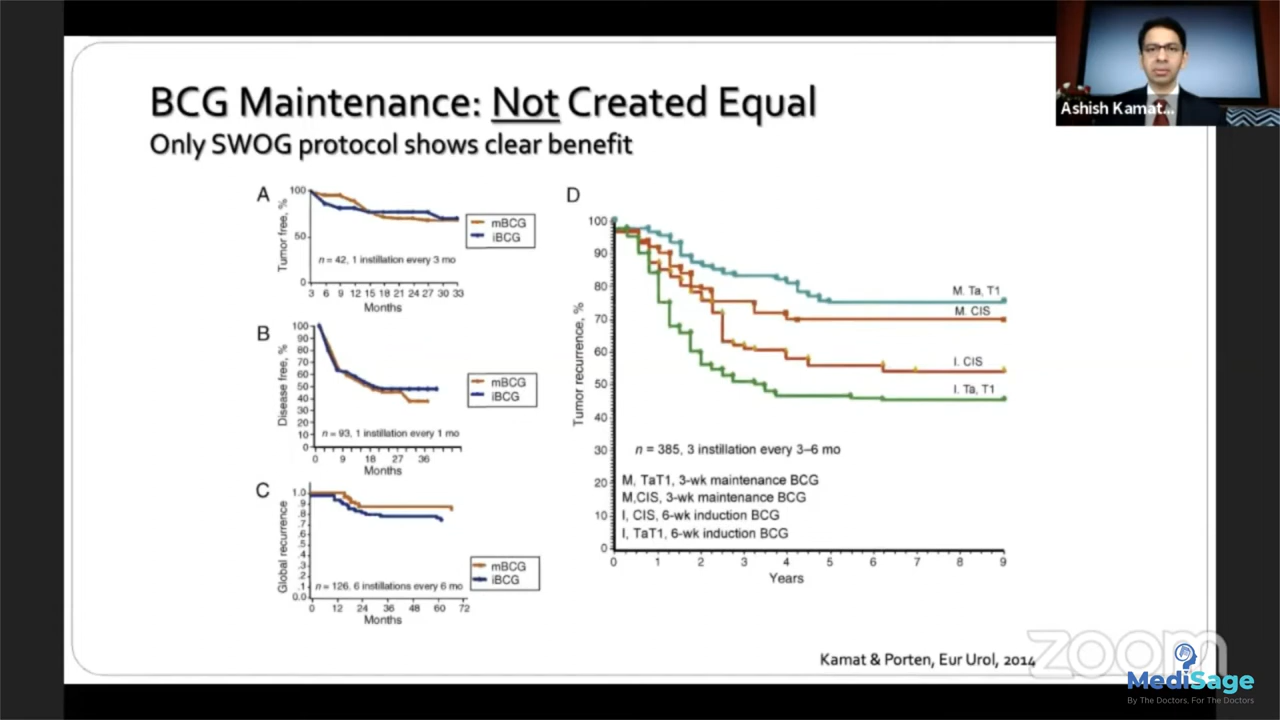 BCG Maintenance: Not Created Equal
Only SWOG protocol shows clear benefit
Ashish Kamat...
A
Tumor free, %
100
50
0
mBCG
iBCG
n = 42, 1 instillation every 3 mo
3 6 9 12 15 18 21 24 27 30 33
Months
B
Disease free, %
100
90
80
70
60
50
40
30
20
10
0
mBCG
iBCG
n = 93, 1 instillation every 1 mo
0 9 18 27 36
Months
C
Global recurrence
1.0
.9
.8
.7
.6
.5
.4
.3
.2
.1
0.0
mBCG
iBCG
n = 126, 6 instillations every 6 mo
0 12 24 36 48 60 72
Months
D
Tumor recurrence, %
100
90
80
70
60
50
40
30
20
10
0
M. Ta, T1
M. CIS
I. CIS
I. Ta, T1
n = 385, 3 instillation every 3–6 mo
M, TaT1, 3-wk maintenance BCG
M,CIS, 3-wk maintenance BCG
I, CIS, 6-wk induction BCG
I, TaT1, 6-wk induction BCG
0 1 2 3 4 5 6 7 8 9
Years
Kamat & Porten, Eur Urol, 2014
zoom
MediSage
By The Doctors, For The Doctors